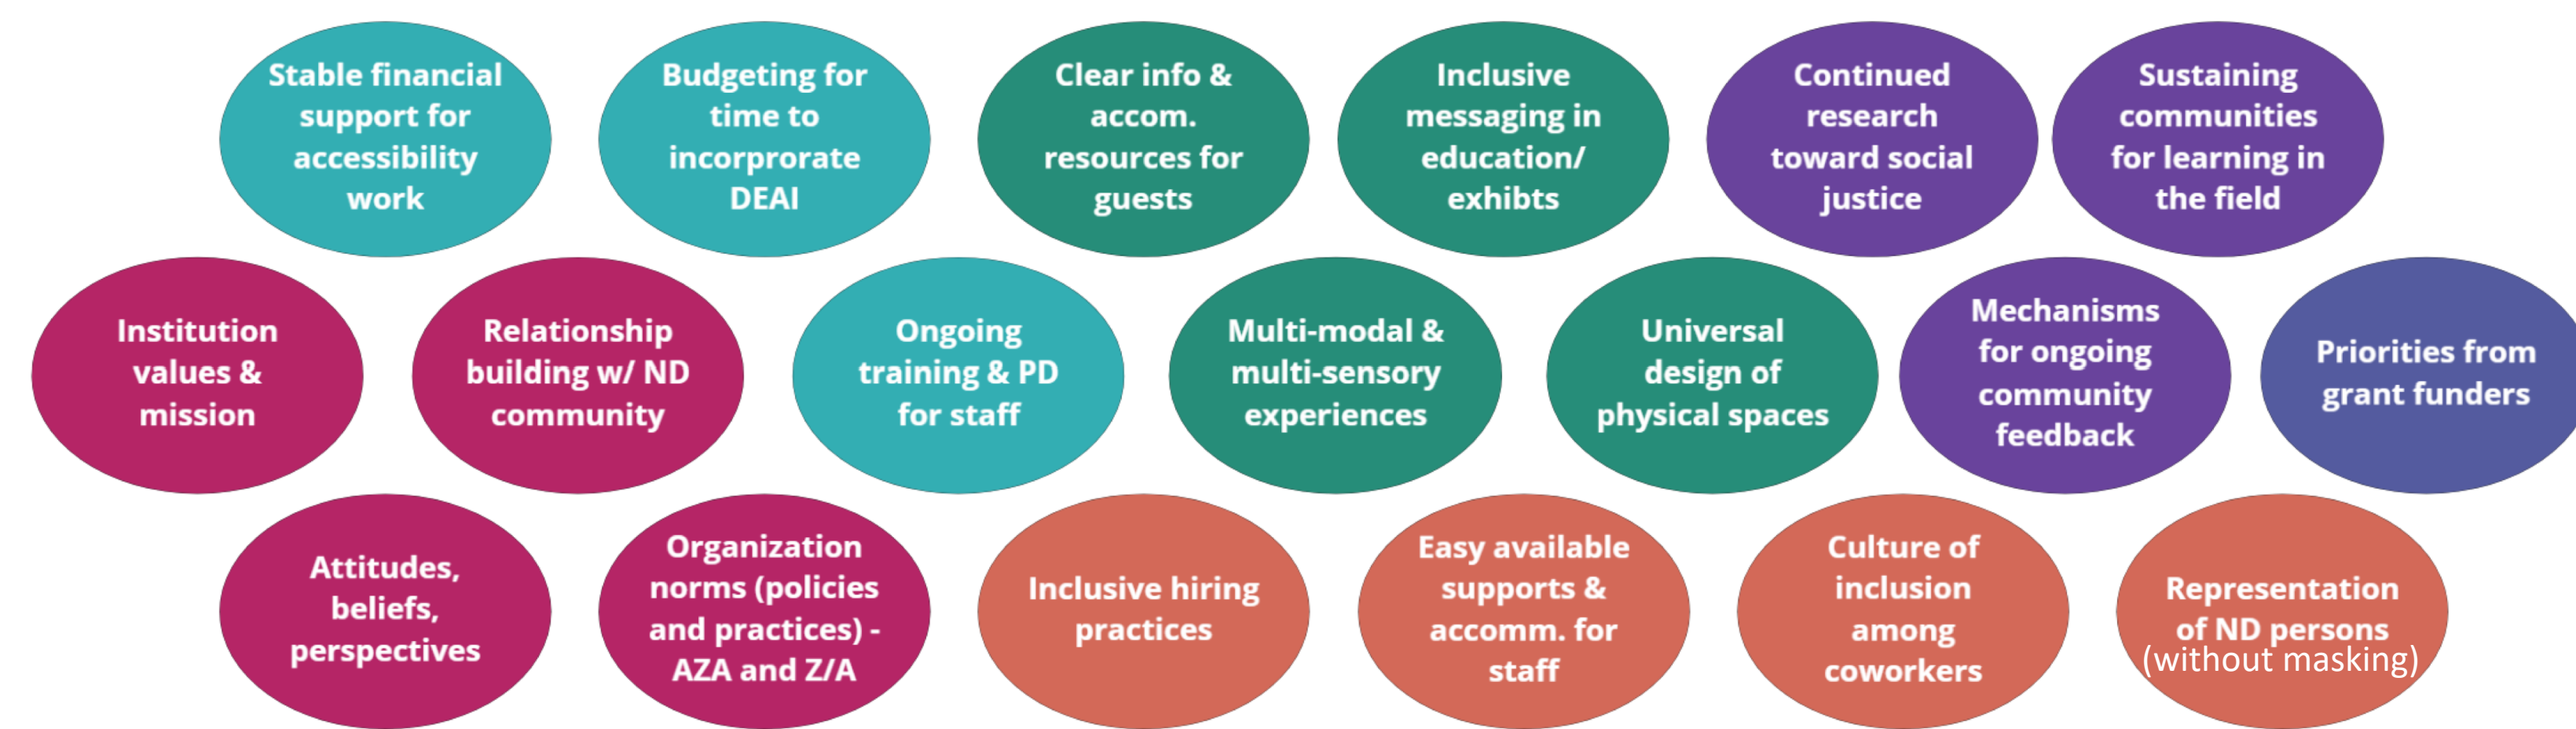 Stable financial
support for
accessibility
work
Budgeting for
time to
incorprorate
DEAI
Clear info &
accom.
resources for
guests
Inclusive
messaging in
education/
exhibts
Continued
research
toward social
justice
Sustaining
communities
for learning in
the field
Institution
values &
mission
Relationship
building w/ ND
community
Ongoing
training & PD
for staff
Multi-modal &
multi-sensory
experiences
Universal
design of
physical spaces
Mechanisms
for ongoing
community
feedback
Priorities from
grant funders
Attitudes,
beliefs,
perspectives
Organization
norms (policies
and practices) -
AZA and Z/A
Inclusive hiring
practices
Easy available
supports &
accomm. for
staff
Culture of
inclusion
among
coworkers
Representation
of ND persons
(without masking)